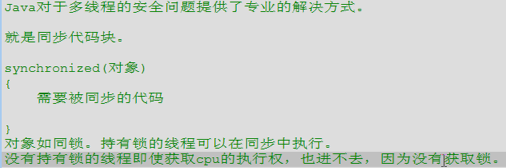 Java对于多线程的安全问题提供了专业的解决方式。
就是同步代码块。
synchronized(对象)
{
需要被同步的代码
}
对象如同锁。持有锁的线程可以在同步中执行。
没有持有锁的线程即使获取cpu的执行权，也进不去，因为没有获取锁。